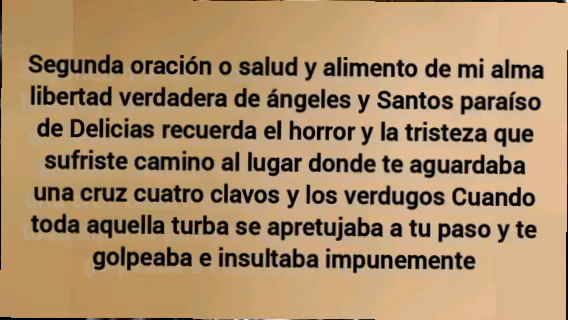 Segunda oración o salud y alimento de mi alma
libertad verdadera de ángeles y Santos paraíso
de Delicias recuerda el horror y la tristeza que
sufriste camino al lugar donde te aguardaba
una cruz cuatro clavos y los verdugos Cuando
toda aquella turba se apretujaba a tu paso y te
golpeaba e insultaba impunemente